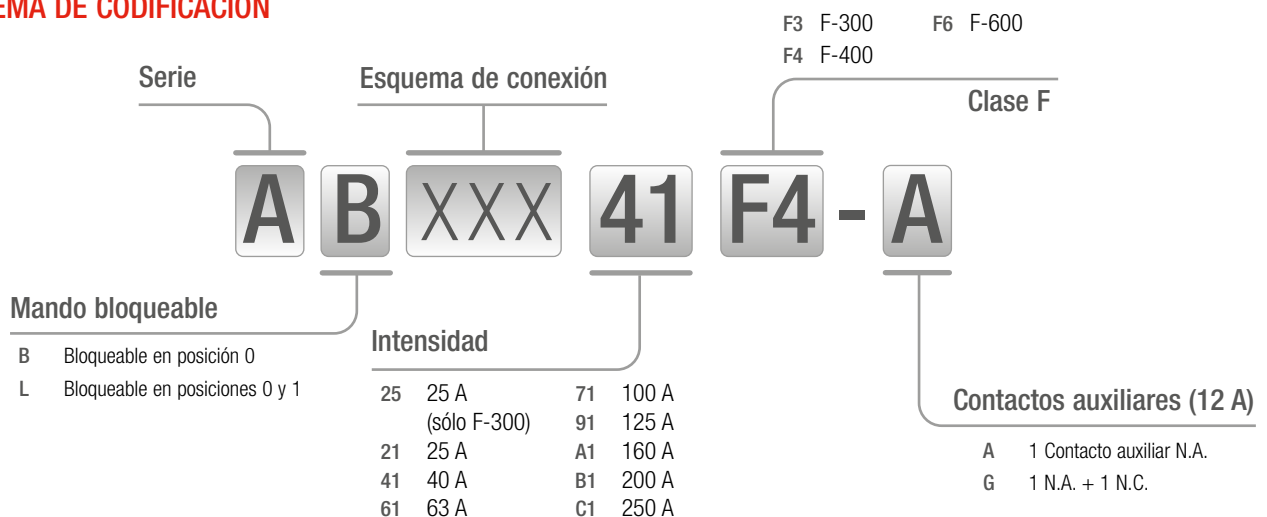 EMA DE CODIFICACIÓN
F3 F-300 F6 F-600
F4 F-400
Serie
Esquema de conexión
Clase F
A B XXX 41 F4 - A
Mando bloqueable
B Bloqueable en posición 0
L Bloqueable en posiciones 0 y 1
Intensidad
25 25 A
(sólo F-300)
21 25 A
41 40 A
61 63 A
71 100 A
91 125 A
A1 160 A
B1 200 A
C1 250 A
Contactos auxiliares (12 A)
A 1 Contacto auxiliar N.A.
G 1 N.A. + 1 N.C.